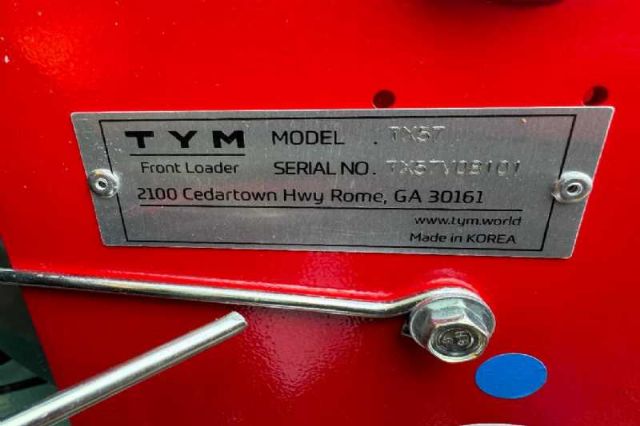 TYM MODEL . TX57
Front Loader SERIAL NO . TX57V08101
2100 Cedartown Hwy Rome, GA 30161
www.tym.world
Made in KOREA